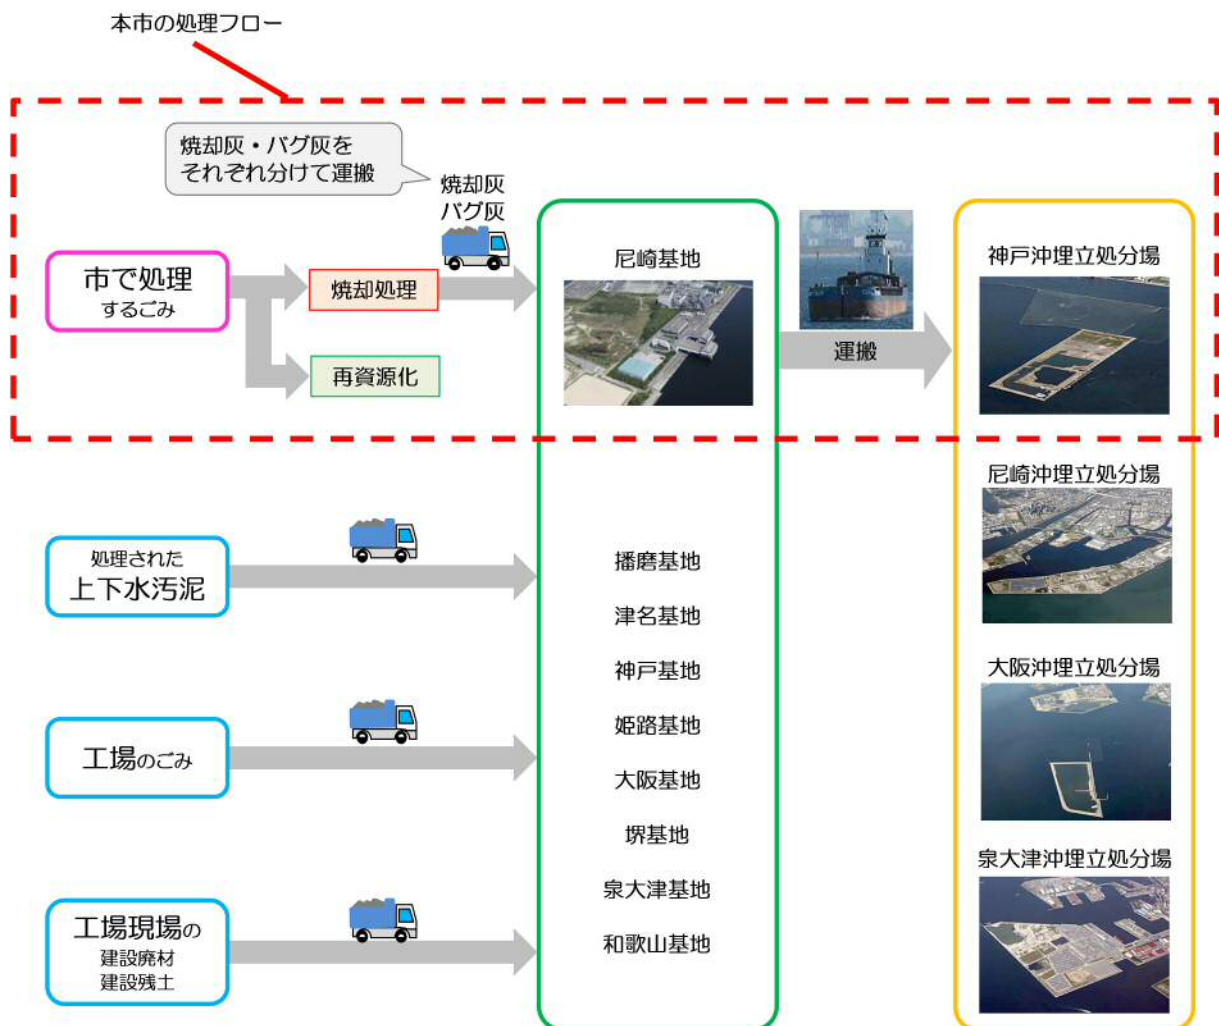 本市の処理フロー
焼却灰・バグ灰を
それぞれ分けて運搬
焼却灰
バグ灰
市で処理
するごみ
焼却処理
再資源化
尼崎基地
運搬
神戸沖埋立処分場
尼崎沖埋立処分場
処理された
上下水汚泥
播磨基地
津名基地
神戸基地
姫路基地
大阪基地
堺基地
泉大津基地
和歌山基地
大阪沖埋立処分場
工場のごみ
泉大津沖埋立処分場
工場現場の
建設廃材
建設残土